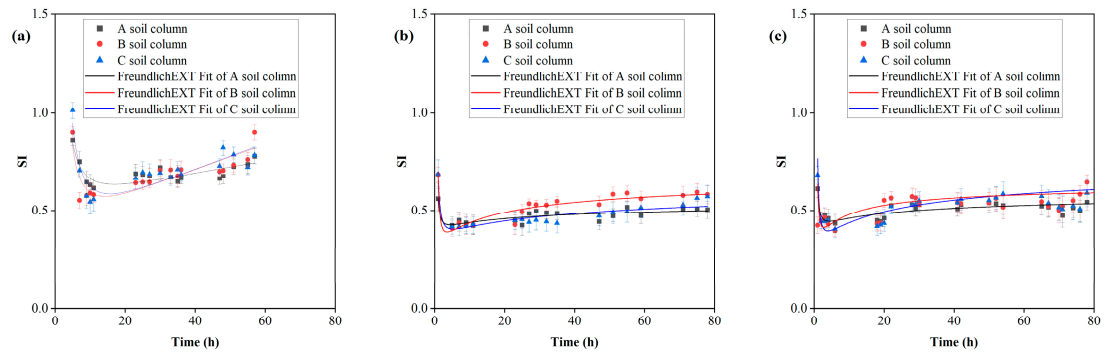 (a)
A soil column
B soil column
C soil column
FreundlichEXT Fit of A soil colimn
FreundlichEXT Fit of B soil colimn
FreundlichEXT Fit of C soil colimn
1.5
1.0
0.5
0.0
SI
0 20 40 60 80
Time (h)
(b)
A soil column
B soil column
C soil column
FreundlichEXT Fit of A soil colimn
FreundlichEXT Fit of B soil colimn
FreundlichEXT Fit of C soil colimn
1.5
1.0
0.5
0.0
SI
0 20 40 60 80
Time (h)
(c)
A soil column
B soil column
C soil column
FreundlichEXT Fit of A soil colimn
FreundlichEXT Fit of B soil colimn
FreundlichEXT Fit of C soil colimn
1.5
1.0
0.5
0.0
SI
0 20 40 60 80
Time (h)